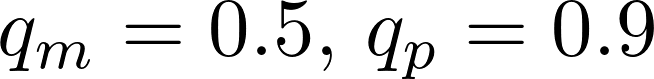 q_m = 0.5, q_p = 0.9